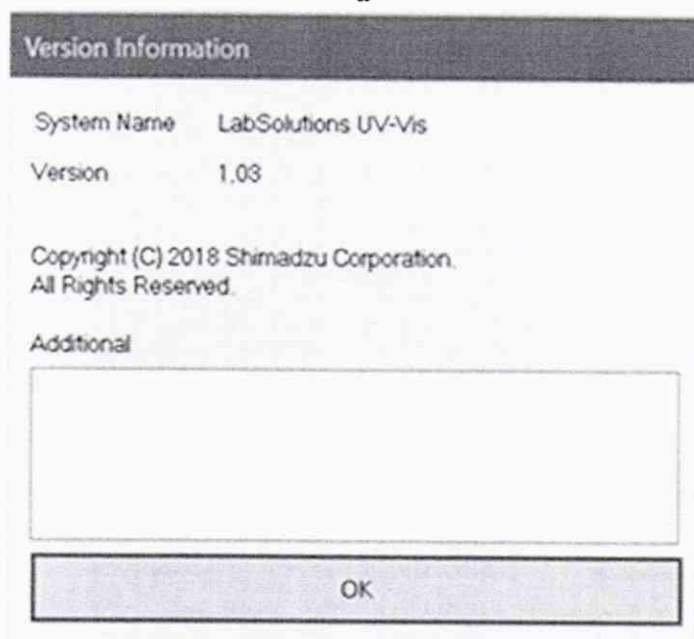 Version Information
System Name LabSolutions UV-Vis
Version 1.03
Copyright (C) 2018 Shimadzu Corporation.
All Rights Reserved.
Additional
OK